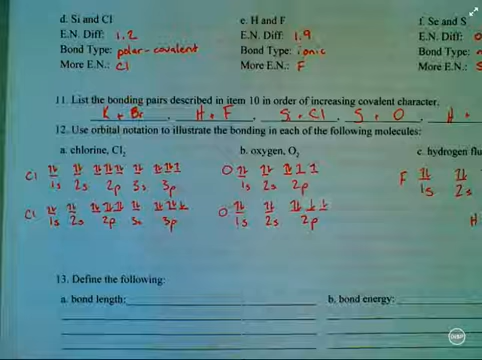 d. Si and Cl
E.N. Diff: 1.2
Bond Type: polar-covalent
More E.N.: Cl
e. H and F
E.N. Diff: 1.9
Bond Type: ionic
More E.N.: F
f. Se and S
E.N. Diff: 0
Bond Type:
More E.N.: S
11. List the bonding pairs described in item 10 in order of increasing covalent character.
K + Br, H + F, Si + Cl, S + O, H +
12. Use orbital notation to illustrate the bonding in each of the following molecules:
a. chlorine, Cl2
Cl 1s 2s 2p 3s 3p
Cl 1s 2s 2p 3s 3p
b. oxygen, O2
O 1s 2s 2p
O 1s 2s 2p
c. hydrogen flu
F 1s 2s
H
13. Define the following:
a. bond length:
b. bond energy: